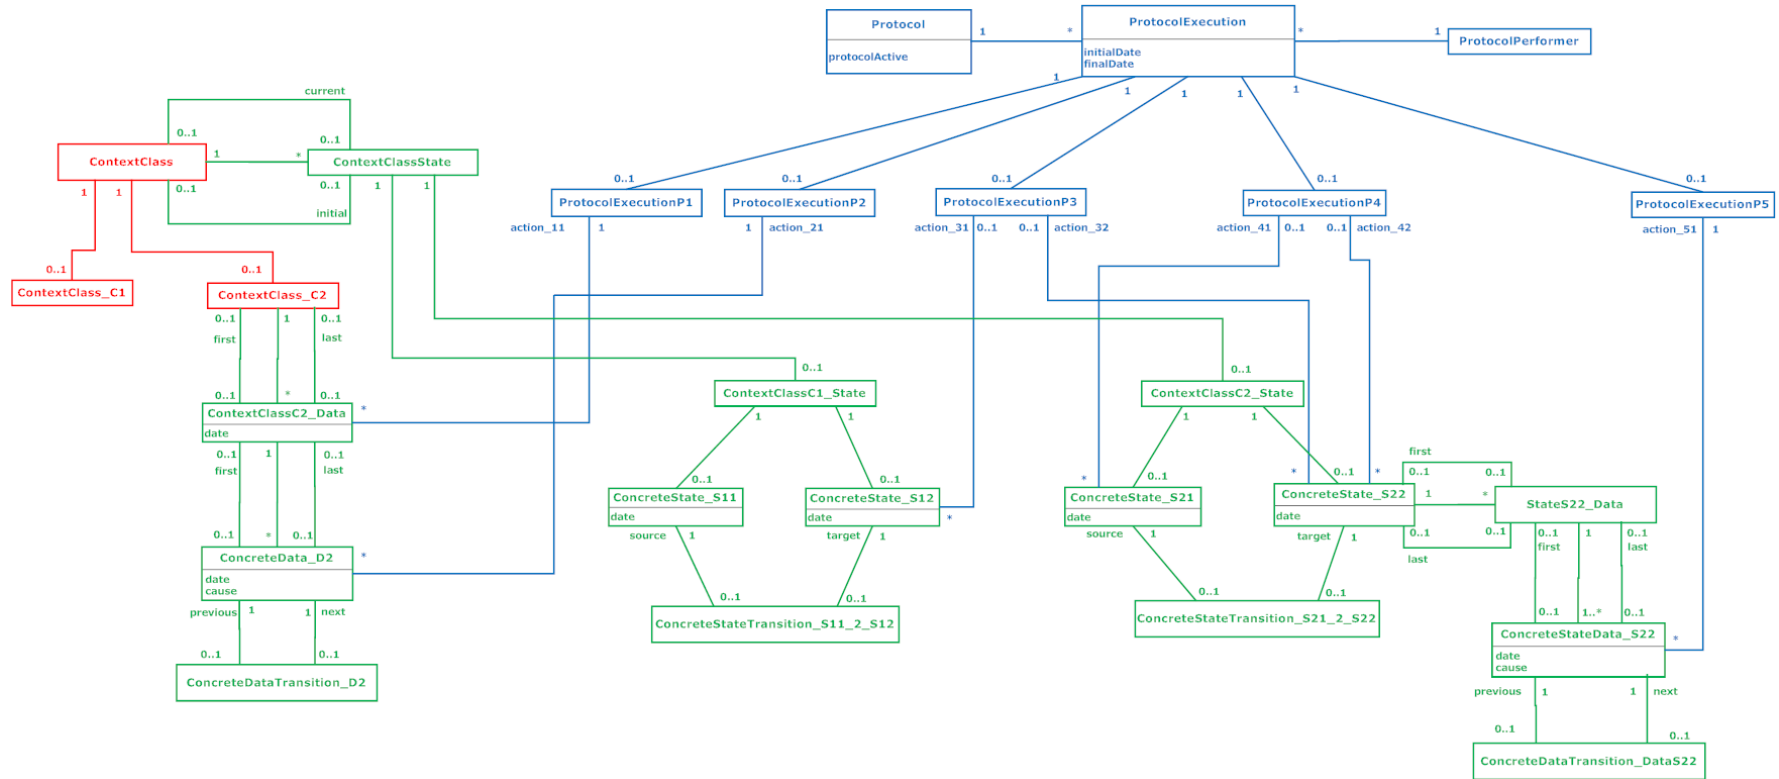 Protocol
protocolActive
1
*
ProtocolExecution
initialDate
finalDate
*
1
ProtocolPerformer
1
1
1
1
1
current
0..1
0..1
ContextClass
1
*
ContextClassState
1
1
0..1
0..1
1
1
initial
0..1
ProtocolExecutionP1
action_11
1
0..1
ProtocolExecutionP2
1
action_21
0..1
ProtocolExecutionP3
action_31
0..1
0..1
action_32
0..1
ProtocolExecutionP4
action_41
0..1
0..1
action_42
0..1
ProtocolExecutionP5
action_51
1
0..1
ContextClass_C1
0..1
ContextClass_C2
0..1
1
0..1
first
last
0..1
*
0..1
ContextClassC2_Data
date
*
0..1
1
0..1
first
last
0..1
*
0..1
ConcreteData_D2
date
cause
*
previous
1
1
next
0..1
0..1
ConcreteDataTransition_D2
0..1
ContextClassC1_State
1
1
0..1
0..1
ConcreteState_S11
date
ConcreteState_S12
date
*
source
1
target
1
0..1
0..1
ConcreteStateTransition_S11_2_S12
0..1
ContextClassC2_State
1
1
*
0..1
*
0..1
*
ConcreteState_S21
date
ConcreteState_S22
date
source
1
target
1
0..1
0..1
ConcreteStateTransition_S21_2_S22
first
0..1
0..1
1
*
StateS22_Data
0..1
0..1
last
0..1
1
0..1
first
last
0..1
1..*
0..1
ConcreteStateData_S22
date
cause
*
previous
1
1
next
0..1
0..1
ConcreteDataTransition_DataS22